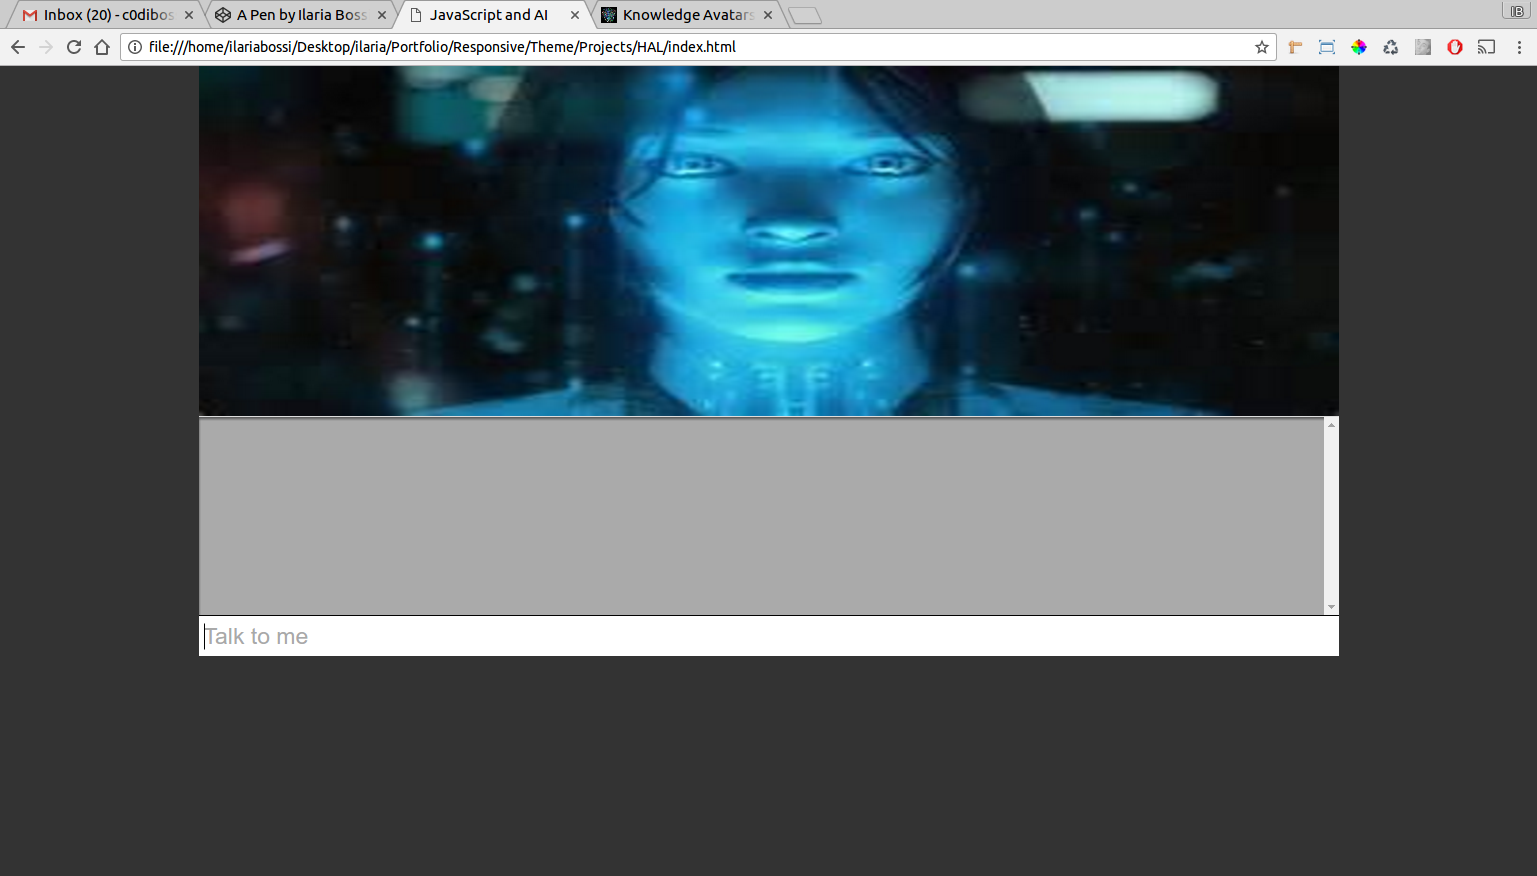 Inbox (20) - c0dibos
A Pen by Ilaria Boss
JavaScript and AI
Knowledge Avatars
IB
file:///home/ilariabossi/Desktop/ilaria/Portfolio/Responsive/Theme/Projects/HAL/index.html
Talk to me